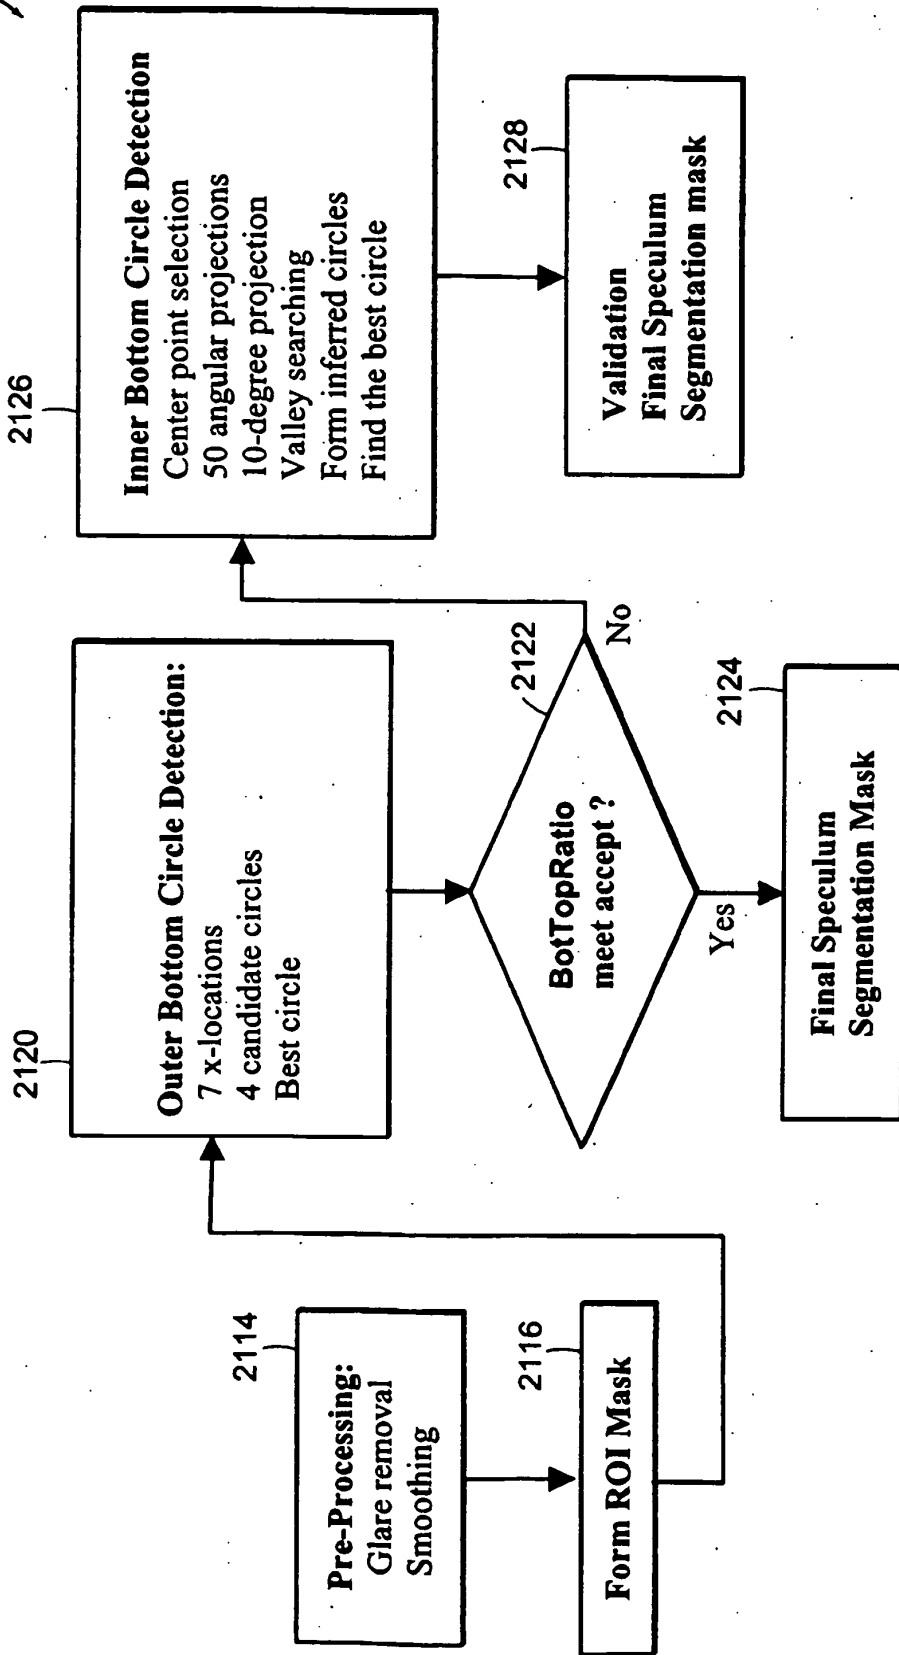 2114
Pre-Processing:
Glare removal
Smoothing
2116
Form ROI Mask
2120
Outer Bottom Circle Detection:
7 x-locations
4 candidate circles
Best circle
2122
BotTopRatio
meet accept ?
Yes
No
2124
Final Speculum
Segmentation Mask
2126
Inner Bottom Circle Detection
Center point selection
50 angular projections
10-degree projection
Valley searching
Form inferred circles
Find the best circle
2128
Validation
Final Speculum
Segmentation mask